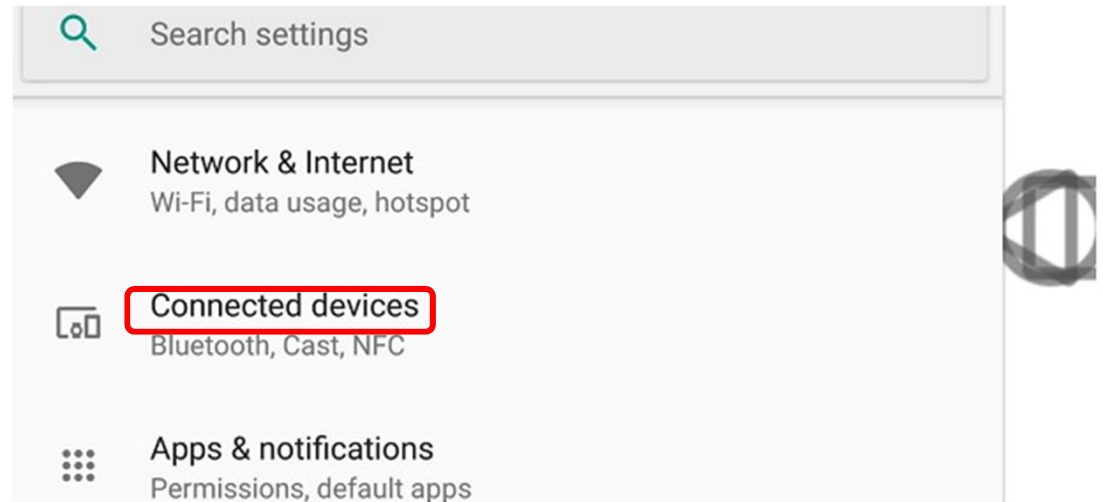 Search settings
Network & Internet
Wi-Fi, data usage, hotspot
Connected devices
Bluetooth, Cast, NFC
Apps & notifications
Permissions, default apps